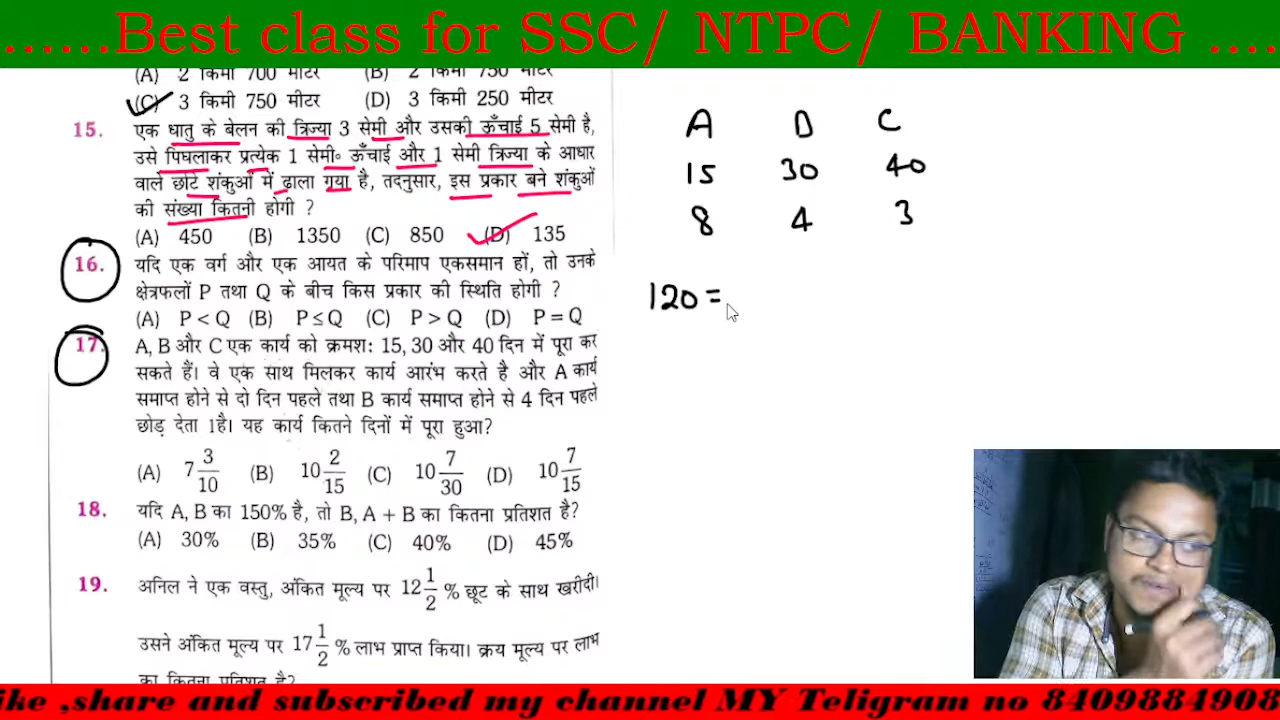 ......Best class for SSC/ NTPC/ BANKING ....
(A) 2 किमी 700 मीटर (B) 2 किमी 750 मीटर
(C) 3 किमी 750 मीटर (D) 3 किमी 250 मीटर
15. एक धातु के बेलन की त्रिज्या 3 सेमी और उसकी ऊँचाई 5 सेमी है,
उसे पिघलाकर प्रत्येक 1 सेमी॰ ऊँचाई और 1 सेमी त्रिज्या के आधार
वाले छोटे शंकुओं में ढ़ाला गया है, तदनुसार, इस प्रकार बने शंकुओं
की संख्या कितनी होगी ?
(A) 450 (B) 1350 (C) 850 (D) 135
16. यदि एक वर्ग और एक आयत के परिमाप एकसमान हों, तो उनके
क्षेत्रफलों P तथा Q के बीच किस प्रकार की स्थिति होगी ?
(A) P < Q (B) P ≤ Q (C) P > Q (D) P = Q
17. A, B और C एक कार्य को क्रमश: 15, 30 और 40 दिन में पूरा कर
सकते हैं। वे एक साथ मिलकर कार्य आरंभ करते है और A कार्य
समाप्त होने से दो दिन पहले तथा B कार्य समाप्त होने से 4 दिन पहले
छोड़ देता 1है। यह कार्य कितने दिनों में पूरा हुआ?
(A) 7 3/10 (B) 10 2/15 (C) 10 7/30 (D) 10 7/15
18. यदि A, B का 150% है, तो B, A + B का कितना प्रतिशत है?
(A) 30% (B) 35% (C) 40% (D) 45%
19. अनिल ने एक वस्तु, अंकित मूल्य पर 12 1/2 % छूट के साथ खरीदी।
उसने अंकित मूल्य पर 17 1/2 % लाभ प्राप्त किया। क्रय मूल्य पर लाभ
का कितना प्रतिशत है?
A B C
15 30 40
8 4 3
120 =
ike ,share and subscribed my channel MY Teligram no 8409884908